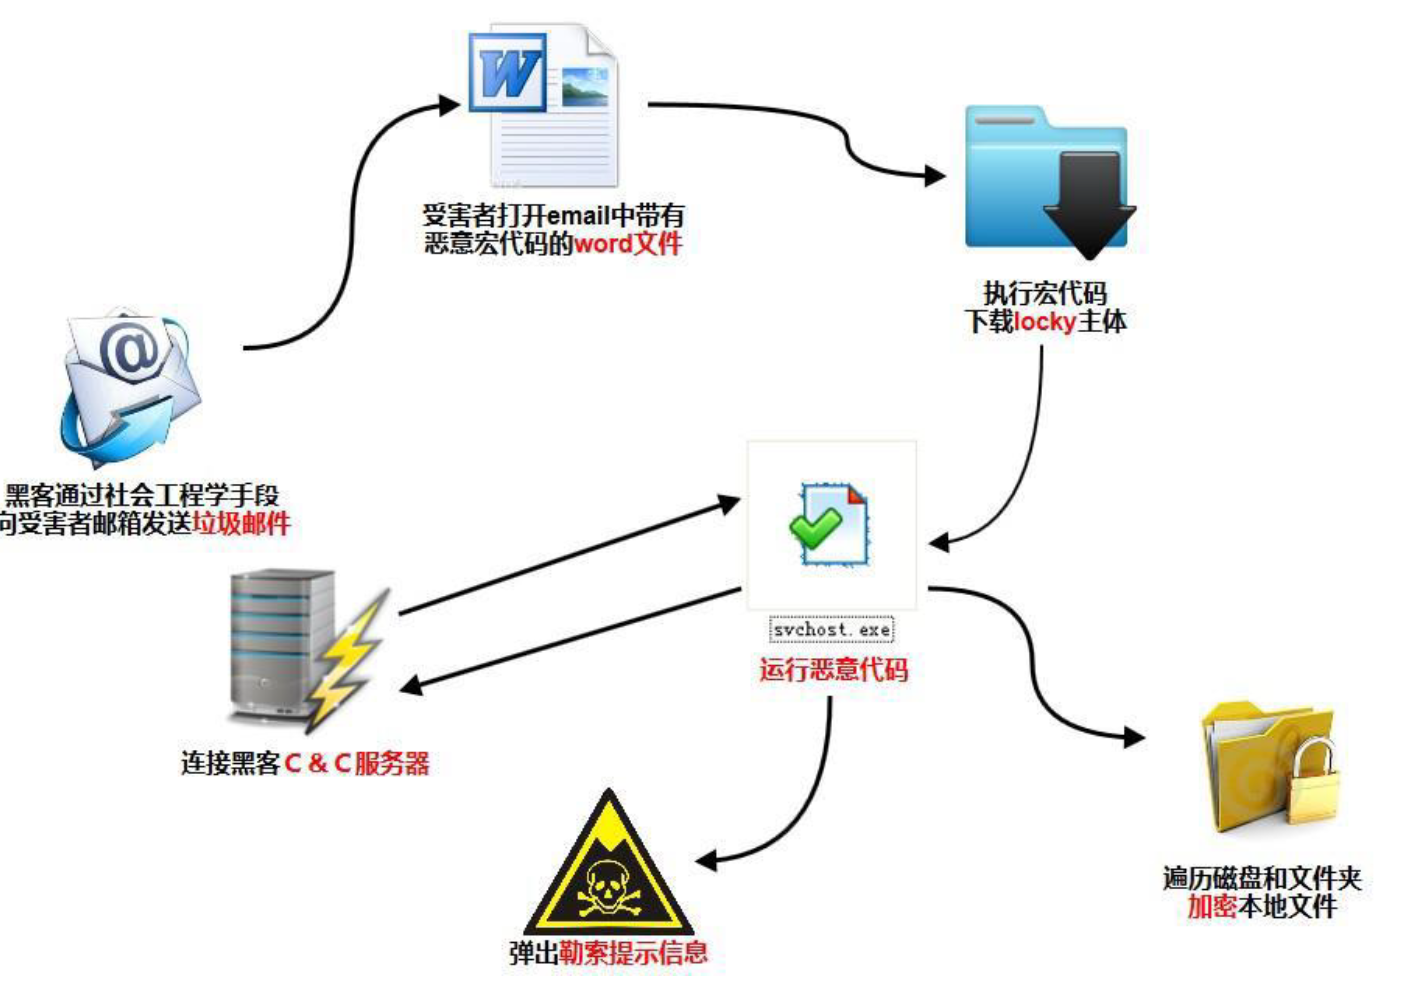 受害者打开email中带有
恶意宏代码的word文件
执行宏代码
下载locky主体
黑客通过社会工程学手段
向受害者邮箱发送垃圾邮件
svchost.exe
运行恶意代码
连接黑客C&C服务器
遍历磁盘和文件夹
加密本地文件
弹出勒索提示信息